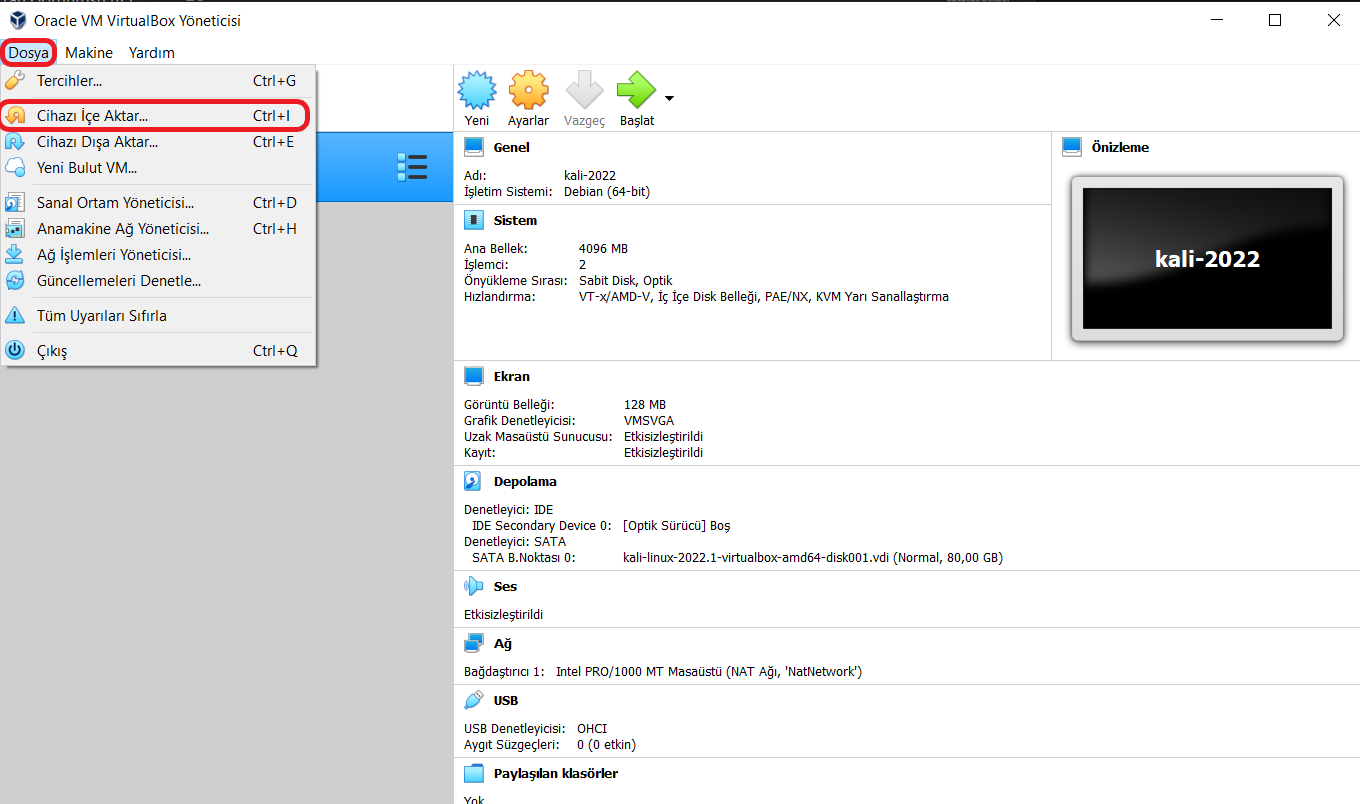 Oracle VM VirtualBox Yöneticisi
Dosya Makine Yardım
Tercihler... Ctrl+G
Cihazı İçe Aktar... Ctrl+I
Cihazı Dışa Aktar... Ctrl+E
Yeni Bulut VM...
Sanal Ortam Yöneticisi... Ctrl+D
Anamakine Ağ Yöneticisi... Ctrl+H
Ağ İşlemleri Yöneticisi...
Güncellemeleri Denetle...
Tüm Uyarıları Sıfırla
Çıkış Ctrl+Q
Yeni Ayarlar Vazgeç Başlat
Genel
Adı: kali-2022
İşletim Sistemi: Debian (64-bit)
Sistem
Ana Bellek: 4096 MB
İşlemci: 2
Önyükleme Sırası: Sabit Disk, Optik
Hızlandırma: VT-x/AMD-V, İç İçe Disk Belleği, PAE/NX, KVM Yarı Sanallaştırma
Önizleme
kali-2022
Ekran
Görüntü Belleği: 128 MB
Grafik Denetleyicisi: VMSVGA
Uzak Masaüstü Sunucusu: Etkisizleştirildi
Kayıt: Etkisizleştirildi
Depolama
Denetleyici: IDE
IDE Secondary Device 0: [Optik Sürücü] Boş
Denetleyici: SATA
SATA B.Noktası 0: kali-linux-2022.1-virtualbox-amd64-disk001.vdi (Normal, 80,00 GB)
Ses
Etkisizleştirildi
Ağ
Bağdaştırıcı 1: Intel PRO/1000 MT Masaüstü (NAT Ağı, 'NatNetwork')
USB
USB Denetleyicisi: OHCI
Aygıt Süzgeçleri: 0 (0 etkin)
Paylaşılan klasörler
Yok